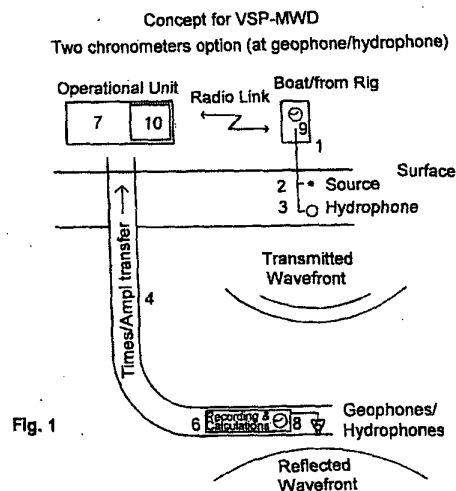 Concept for VSP-MWD
Two chronometers option (at geophone/hydrophone)
Operational Unit
Boat/from Rig
Radio Link
7
10
9
1
Surface
2
Source
3
Hydrophone
Times/Ampl transfer
4
Transmitted
Wavefront
Fig. 1
6
Recording &
Calculations
8
Geophones/
Hydrophones
Reflected
Wavefront